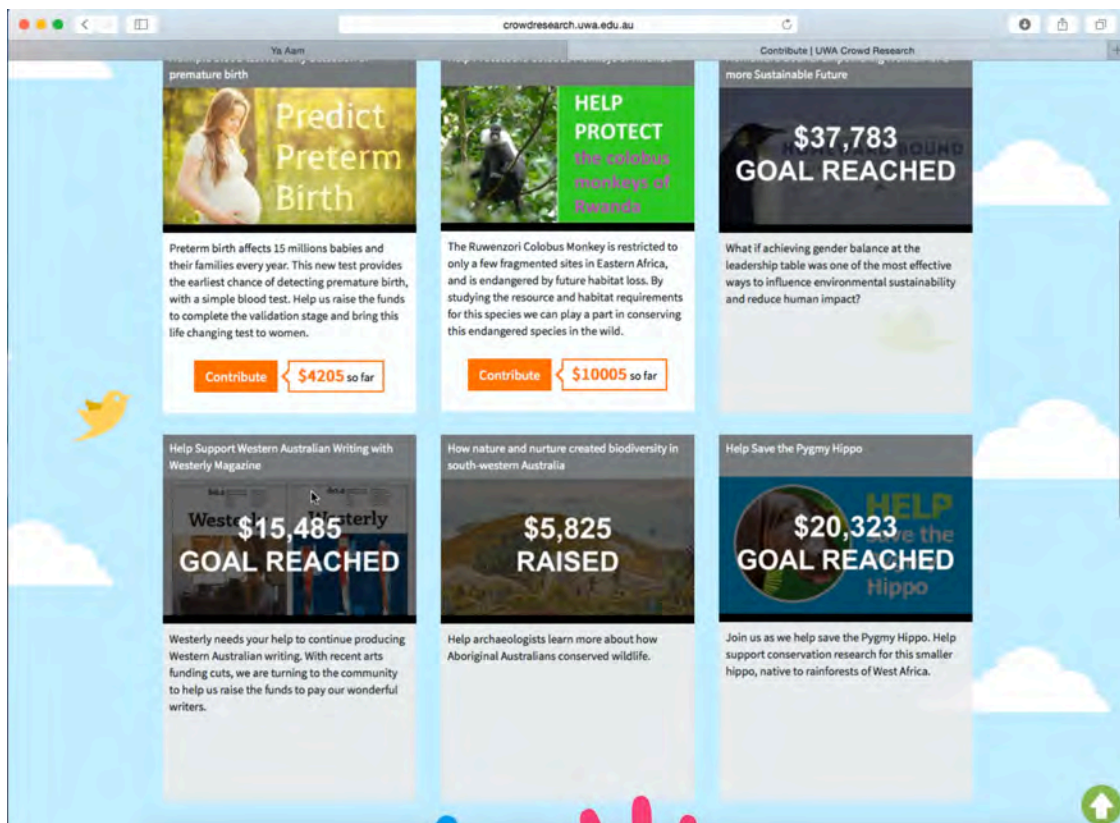 crowdresearch.uwa.edu.au
Ya Aam
Contribute | UWA Crowd Research
premature birth
Predict
Preterm
Birth
Preterm birth affects 15 millions babies and
their families every year. This new test provides
the earliest chance of detecting premature birth,
with a simple blood test. Help us raise the funds
to complete the validation stage and bring this
life changing test to women.
Contribute
$4205 so far
HELP
PROTECT
the colobus
monkeys of
Rwanda
The Ruwenzori Colobus Monkey is restricted to
only a few fragmented sites in Eastern Africa,
and is endangered by future habitat loss. By
studying the resource and habitat requirements
for this species we can play a part in conserving
this endangered species in the wild.
Contribute
$10005 so far
more Sustainable Future
HOMEWARD BOUND
$37,783
GOAL REACHED
What if achieving gender balance at the
leadership table was one of the most effective
ways to influence environmental sustainability
and reduce human impact?
Help Support Western Australian Writing with
Westerly Magazine
Westerly Westerly
$15,485
GOAL REACHED
Westerly needs your help to continue producing
Western Australian writing. With recent arts
funding cuts, we are turning to the community
to help us raise the funds to pay our wonderful
writers.
How nature and nurture created biodiversity in
south-western Australia
$5,825
RAISED
Help archaeologists learn more about how
Aboriginal Australians conserved wildlife.
Help Save the Pygmy Hippo
HELP
save the
Hippo
$20,323
GOAL REACHED
Join us as we help save the Pygmy Hippo. Help
support conservation research for this smaller
hippo, native to rainforests of West Africa.